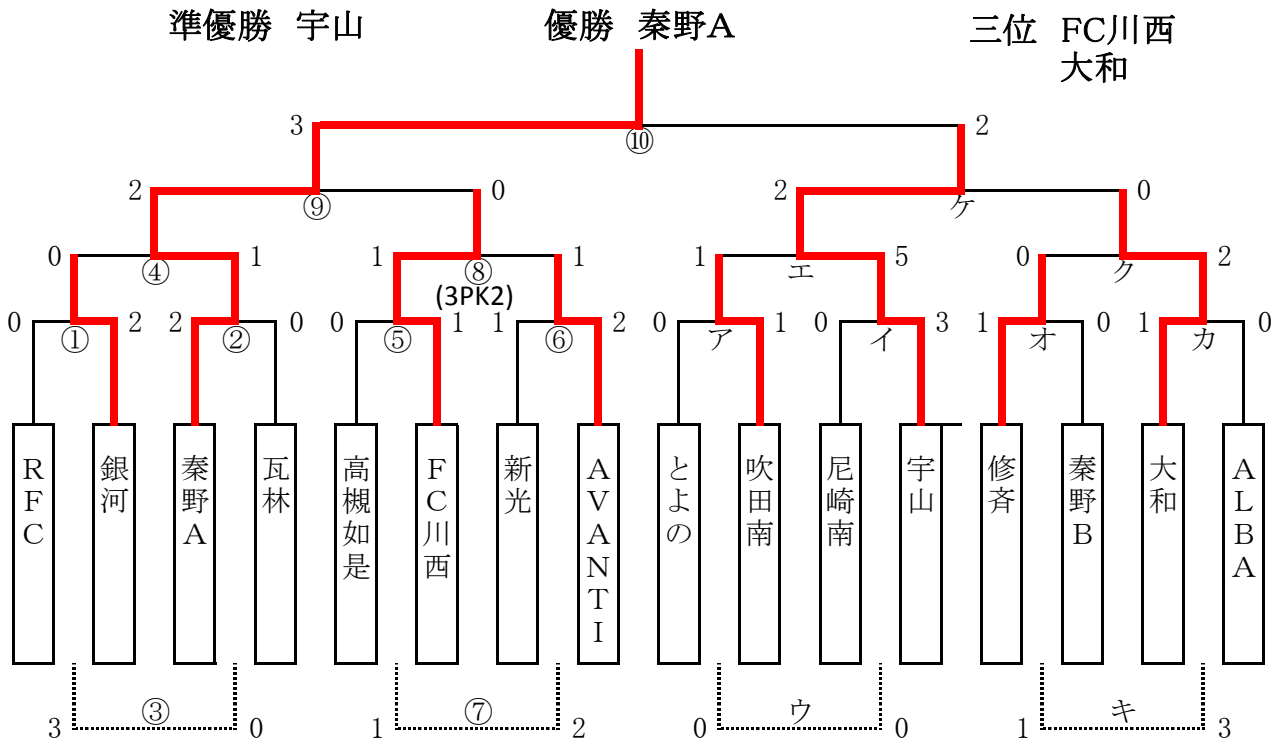 準優勝 宇山 優勝 秦野A 三位 FC川西
大和
3 ⑩ 2
2 ⑨ 0 2 ケ 0
0 ④ 1 1 ⑧ 1 1 エ 5 0 ク 2
(3PK2)
0 ① 2 2 ② 0 0 ⑤ 1 1 ⑥ 2 0 ア 1 0 イ 3 1 オ 0 1 カ 0
RFC
銀河
秦野A
瓦林
高槻如是
FC川西
新光
AVANTI
とよの
吹田南
尼崎南
宇山
修斉
秦野B
大和
ALBA
3 ③ 0 1 ⑦ 2 0 ウ 0 1 キ 3